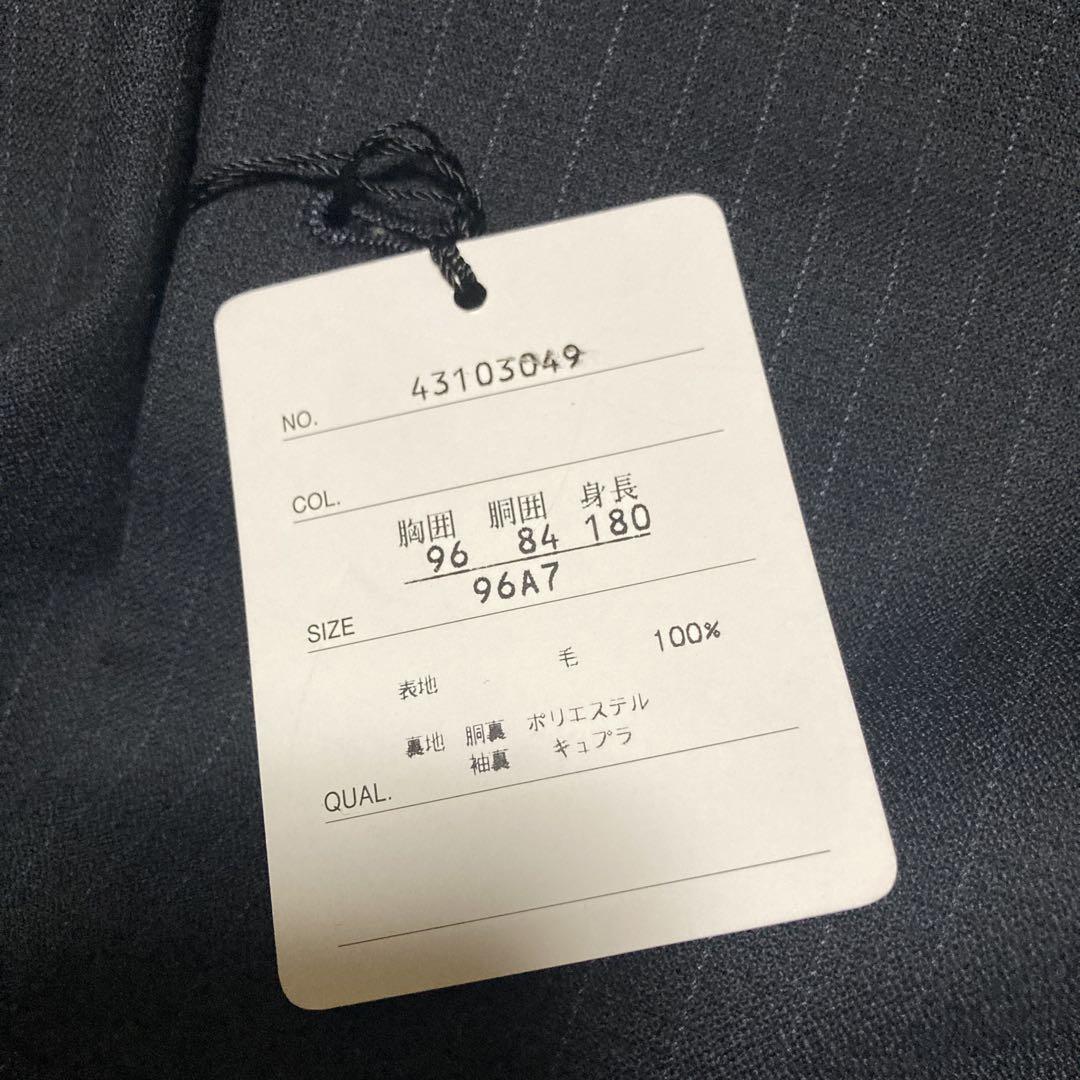 NO. 43103049
COL.
胸囲 胴囲 身長
96 84 180
SIZE 96A7
表地 毛 100%
裏地 胴裏 ポリエステル
袖裏 キュプラ
QUAL.